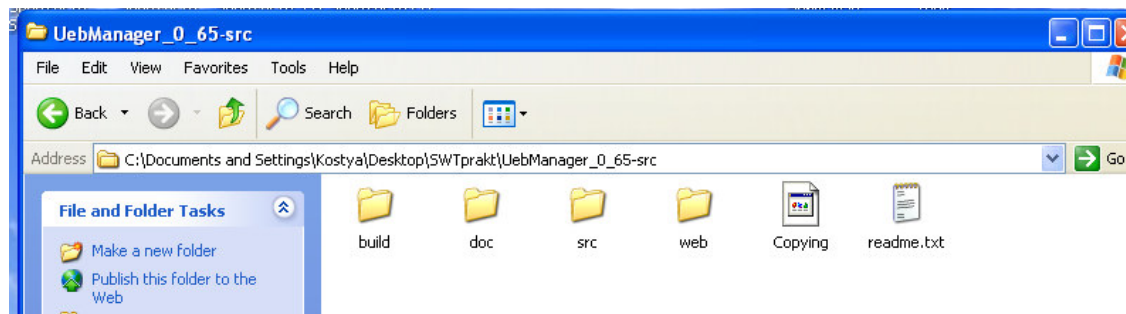 UebManager_0_65-src
File Edit View Favorites Tools Help
Back Search Folders
Address C:\Documents and Settings\Kostya\Desktop\SWTprakt\UebManager_0_65-src Go
File and Folder Tasks
Make a new folder
Publish this folder to the
Web
build doc src web Copying readme.txt